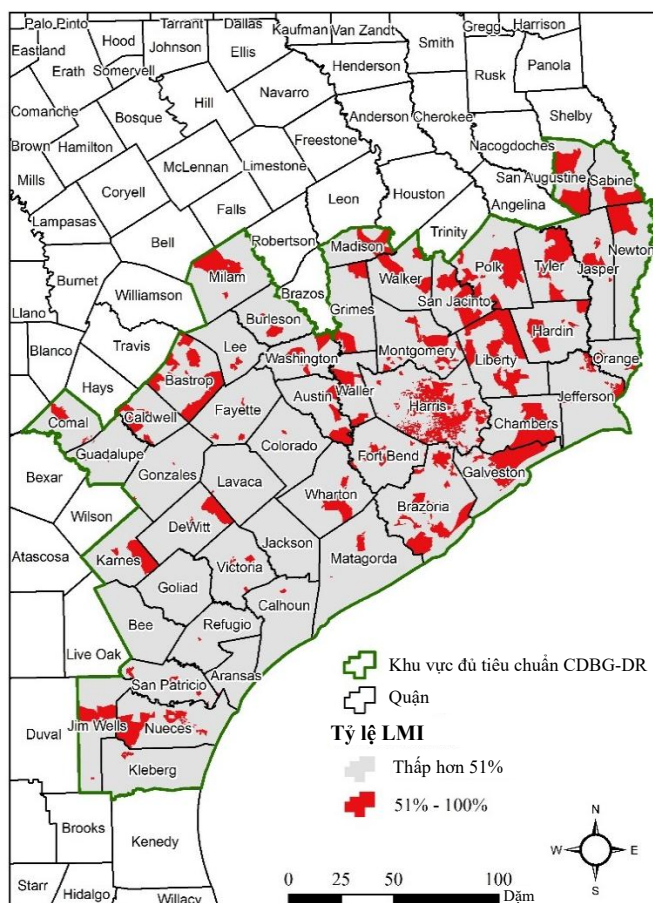 Palo Pinto
Tarrant
Dallas
Kaufman
Van Zandt
Gregg
Harrison
Eastland
Hood
Johnson
Ellis
Smith
Erath
Somervell
Henderson
Rusk
Panola
Comanche
Bosque
Hill
Navarro
Anderson
Cherokee
Shelby
Brown
Hamilton
Freestone
Nacogdoches
Mills
McLennan
Limestone
San Augustine
Sabine
Coryell
Leon
Houston
Angelina
Lampasas
Falls
Trinity
Bell
Robertson
Madison
Newton
Burnet
Milam
Walker
Polk
Tyler
Jasper
Llano
Williamson
Brazos
Grimes
San Jacinto
Burleson
Hardin
Blanco
Travis
Lee
Washington
Montgomery
Liberty
Orange
Hays
Bastrop
Austin
Waller
Harris
Jefferson
Comal
Caldwell
Fayette
Chambers
Guadalupe
Colorado
Fort Bend
Bexar
Gonzales
Lavaca
Galveston
Wharton
Brazoria
Wilson
DeWitt
Atascosa
Karnes
Jackson
Matagorda
Victoria
Goliad
Calhoun
Bee
Refugio
Live Oak
Aransas
San Patricio
Duval
Jim Wells
Nueces
Kleberg
Brooks
Kenedy
Starr
Hidalgo
Willacy
Khu vực đủ tiêu chuẩn CDBG-DR
Quận
Tỷ lệ LMI
Thấp hơn 51%
51% - 100%
N
W E
S
0 25 50 100
Dặm